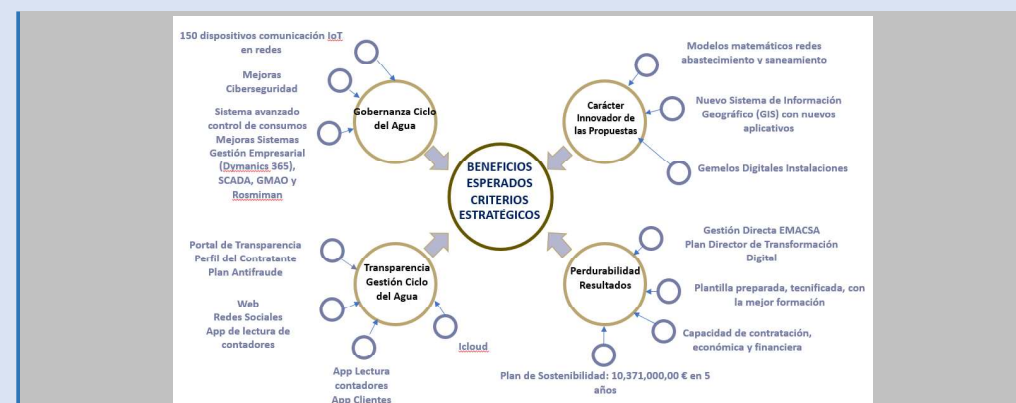 150 dispositivos comunicación IoT
en redes
Mejoras
Ciberseguridad
Sistema avanzado
control de consumos
Mejoras Sistemas
Gestión Empresarial
(Dymanics 365),
SCADA, GMAO y
Rosmiman
Gobernanza Ciclo
del Agua
Modelos matemáticos redes
abastecimiento y saneamiento
Nuevo Sistema de Información
Geográfico (GIS) con nuevos
aplicativos
Gemelos Digitales Instalaciones
Carácter
Innovador de
las Propuestas
BENEFICIOS
ESPERADOS
CRITERIOS
ESTRATÉGICOS
Portal de Transparencia
Perfil del Contratante
Plan Antifraude
Web
Redes Sociales
App de lectura de
contadores
App Lectura
contadores
App Clientes
Icloud
Transparencia
Gestión Ciclo
del Agua
Perdurabilidad
Resultados
Gestión Directa EMACSA
Plan Director de Transformación
Digital
Plantilla preparada, tecnificada, con
la mejor formación
Capacidad de contratación,
económica y financiera
Plan de Sostenibilidad: 10,371,000,00 € en 5
años